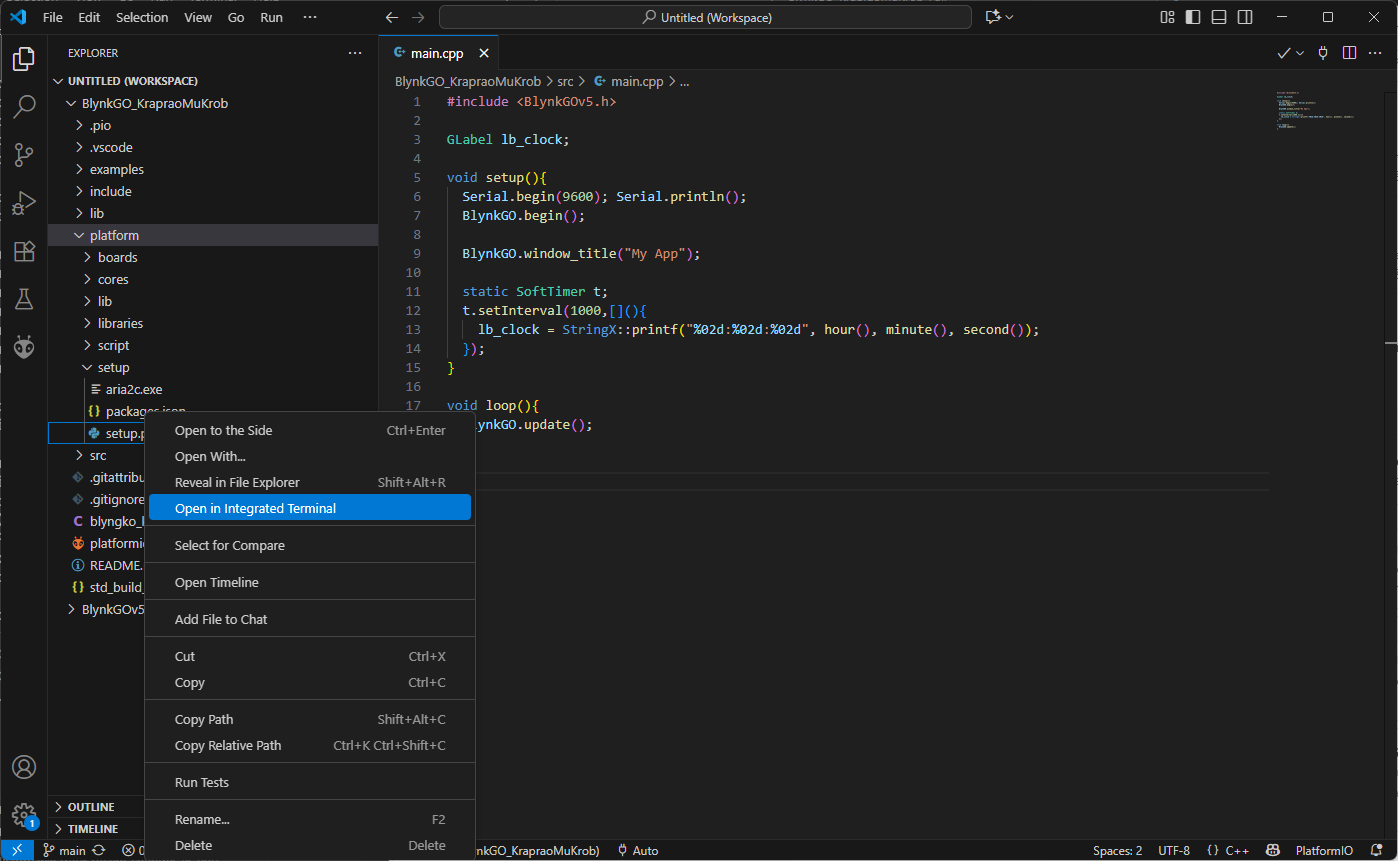 File Edit Selection View Go Run ··· Untitled (Workspace)
EXPLORER ···
UNTITLED (WORKSPACE)
BlynkGO_KrapraoMuKrob
.pio
.vscode
examples
include
lib
platform
boards
cores
lib
libraries
script
setup
aria2c.exe
packages.json
setup.p
src
.gitattribu
.gitignore
blyngko_
platformi
README.
std_build_
BlynkGOv5
OUTLINE
TIMELINE
main.cpp
BlynkGO_KrapraoMuKrob > src > main.cpp > ...
1 #include <BlynkGOv5.h>
2
3 GLabel lb_clock;
4
5 void setup(){
6 Serial.begin(9600); Serial.println();
7 BlynkGO.begin();
8
9 BlynkGO.window_title("My App");
10
11 static SoftTimer t;
12 t.setInterval(1000,[](){
13 lb_clock = StringX::printf("%02d:%02d:%02d", hour(), minute(), second());
14 });
15 }
16
17 void loop(){
ynkGO.update();
Open to the Side Ctrl+Enter
Open With...
Reveal in File Explorer Shift+Alt+R
Open in Integrated Terminal
Select for Compare
Open Timeline
Add File to Chat
Cut Ctrl+X
Copy Ctrl+C
Copy Path Shift+Alt+C
Copy Relative Path Ctrl+K Ctrl+Shift+C
Run Tests
Rename... F2
Delete Delete
1
main 0 nkGO_KrapraoMuKrob) Auto Spaces: 2 UTF-8 {} C++ PlatformIO